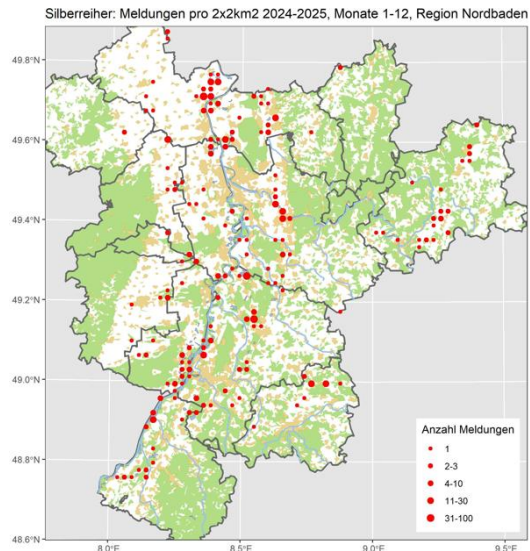 Silberreiher: Meldungen pro 2x2km2 2024-2025, Monate 1-12, Region Nordbaden
49.8°N
49.6°N
49.4°N
49.2°N
49.0°N
48.8°N
48.6°N
8.0°E
8.5°E
9.0°E
9.5°E
Anzahl Meldungen
1
2-3
4-10
11-30
31-100